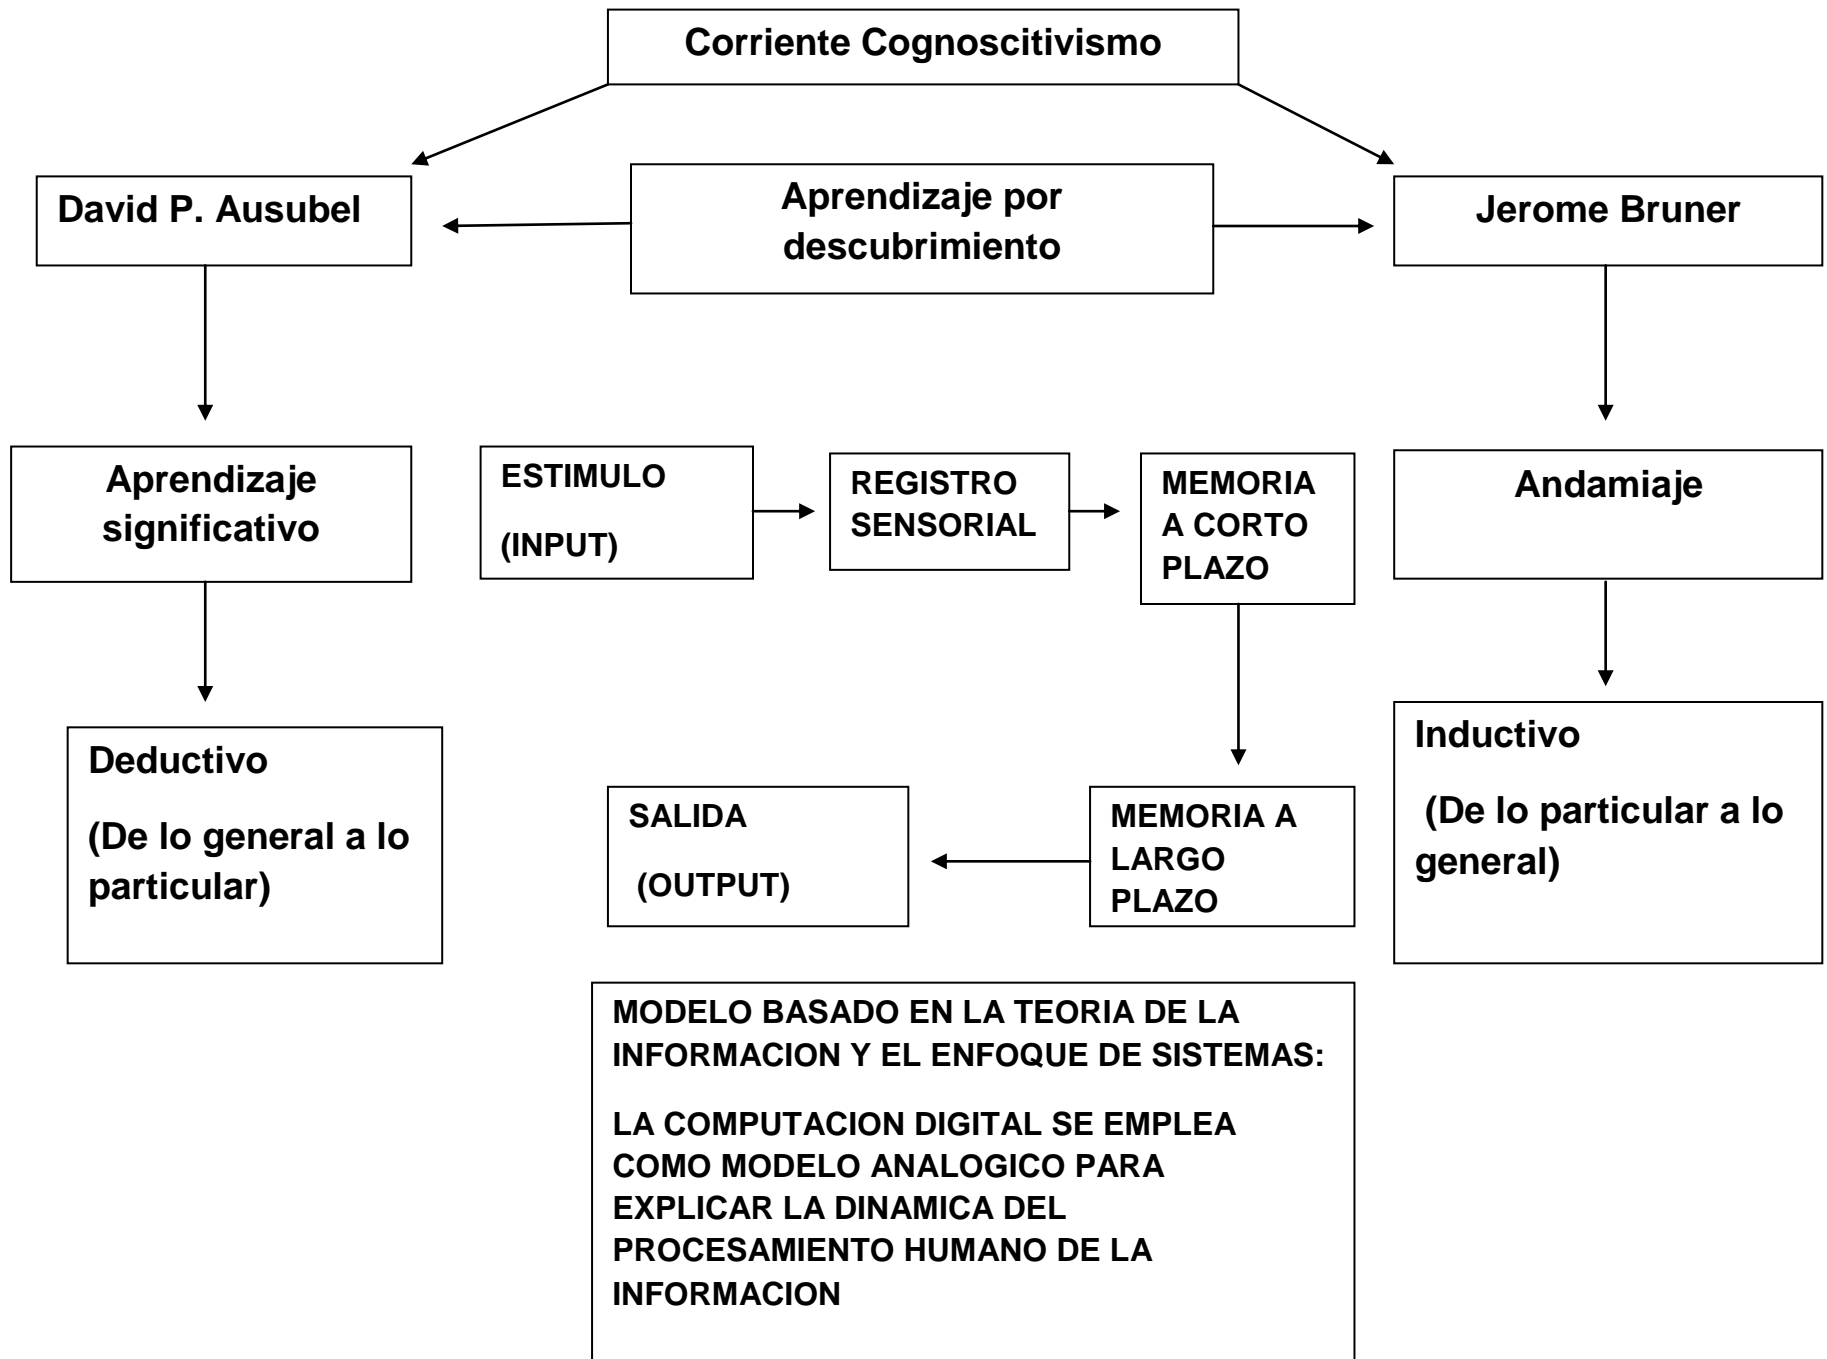 Corriente Cognoscitivismo
David P. Ausubel
Aprendizaje por
descubrimiento
Jerome Bruner
Aprendizaje
significativo
ESTIMULO
(INPUT)
REGISTRO
SENSORIAL
MEMORIA
A CORTO
PLAZO
Andamiaje
Deductivo
(De lo general a lo
particular)
SALIDA
(OUTPUT)
MEMORIA A
LARGO
PLAZO
Inductivo
(De lo particular a lo
general)
MODELO BASADO EN LA TEORIA DE LA
INFORMACION Y EL ENFOQUE DE SISTEMAS:
LA COMPUTACION DIGITAL SE EMPLEA
COMO MODELO ANALOGICO PARA
EXPLICAR LA DINAMICA DEL
PROCESAMIENTO HUMANO DE LA
INFORMACION